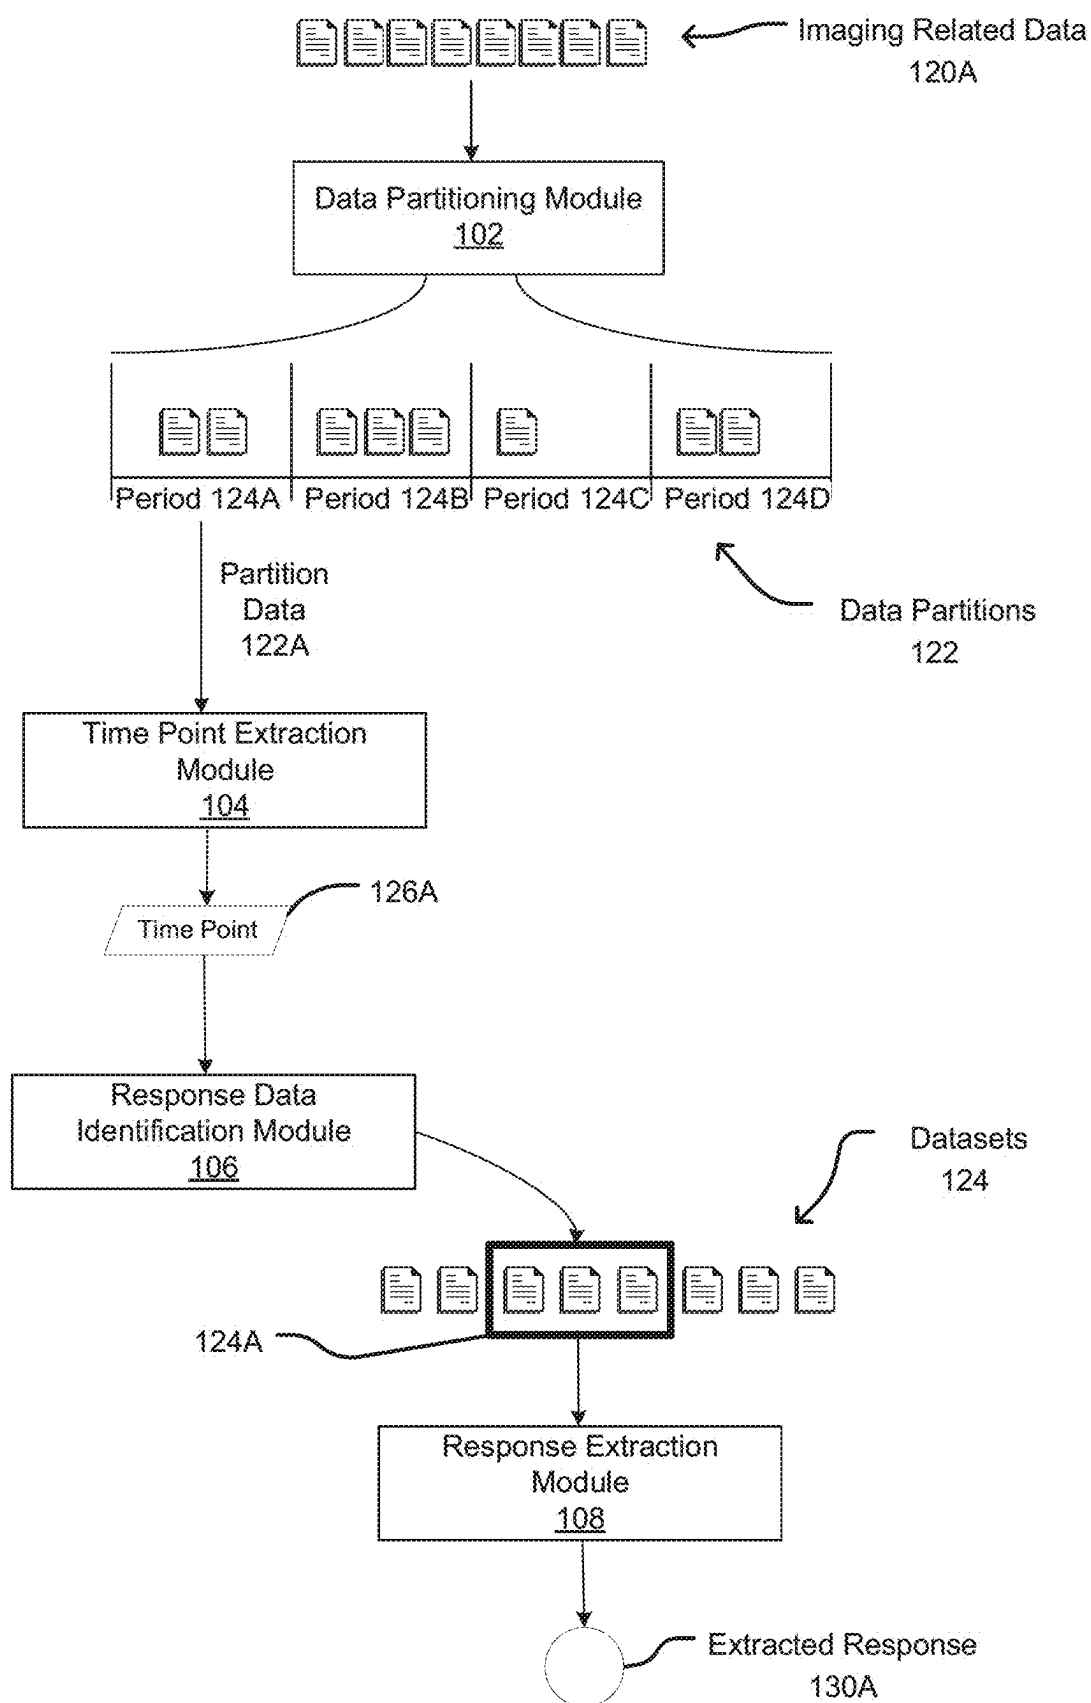 Imaging Related Data
120A
Data Partitioning Module
102
Period 124A
Period 124B
Period 124C
Period 124D
Partition
Data
122A
Data Partitions
122
Time Point Extraction
Module
104
126A
Time Point
Response Data
Identification Module
106
Datasets
124
124A
Response Extraction
Module
108
Extracted Response
130A